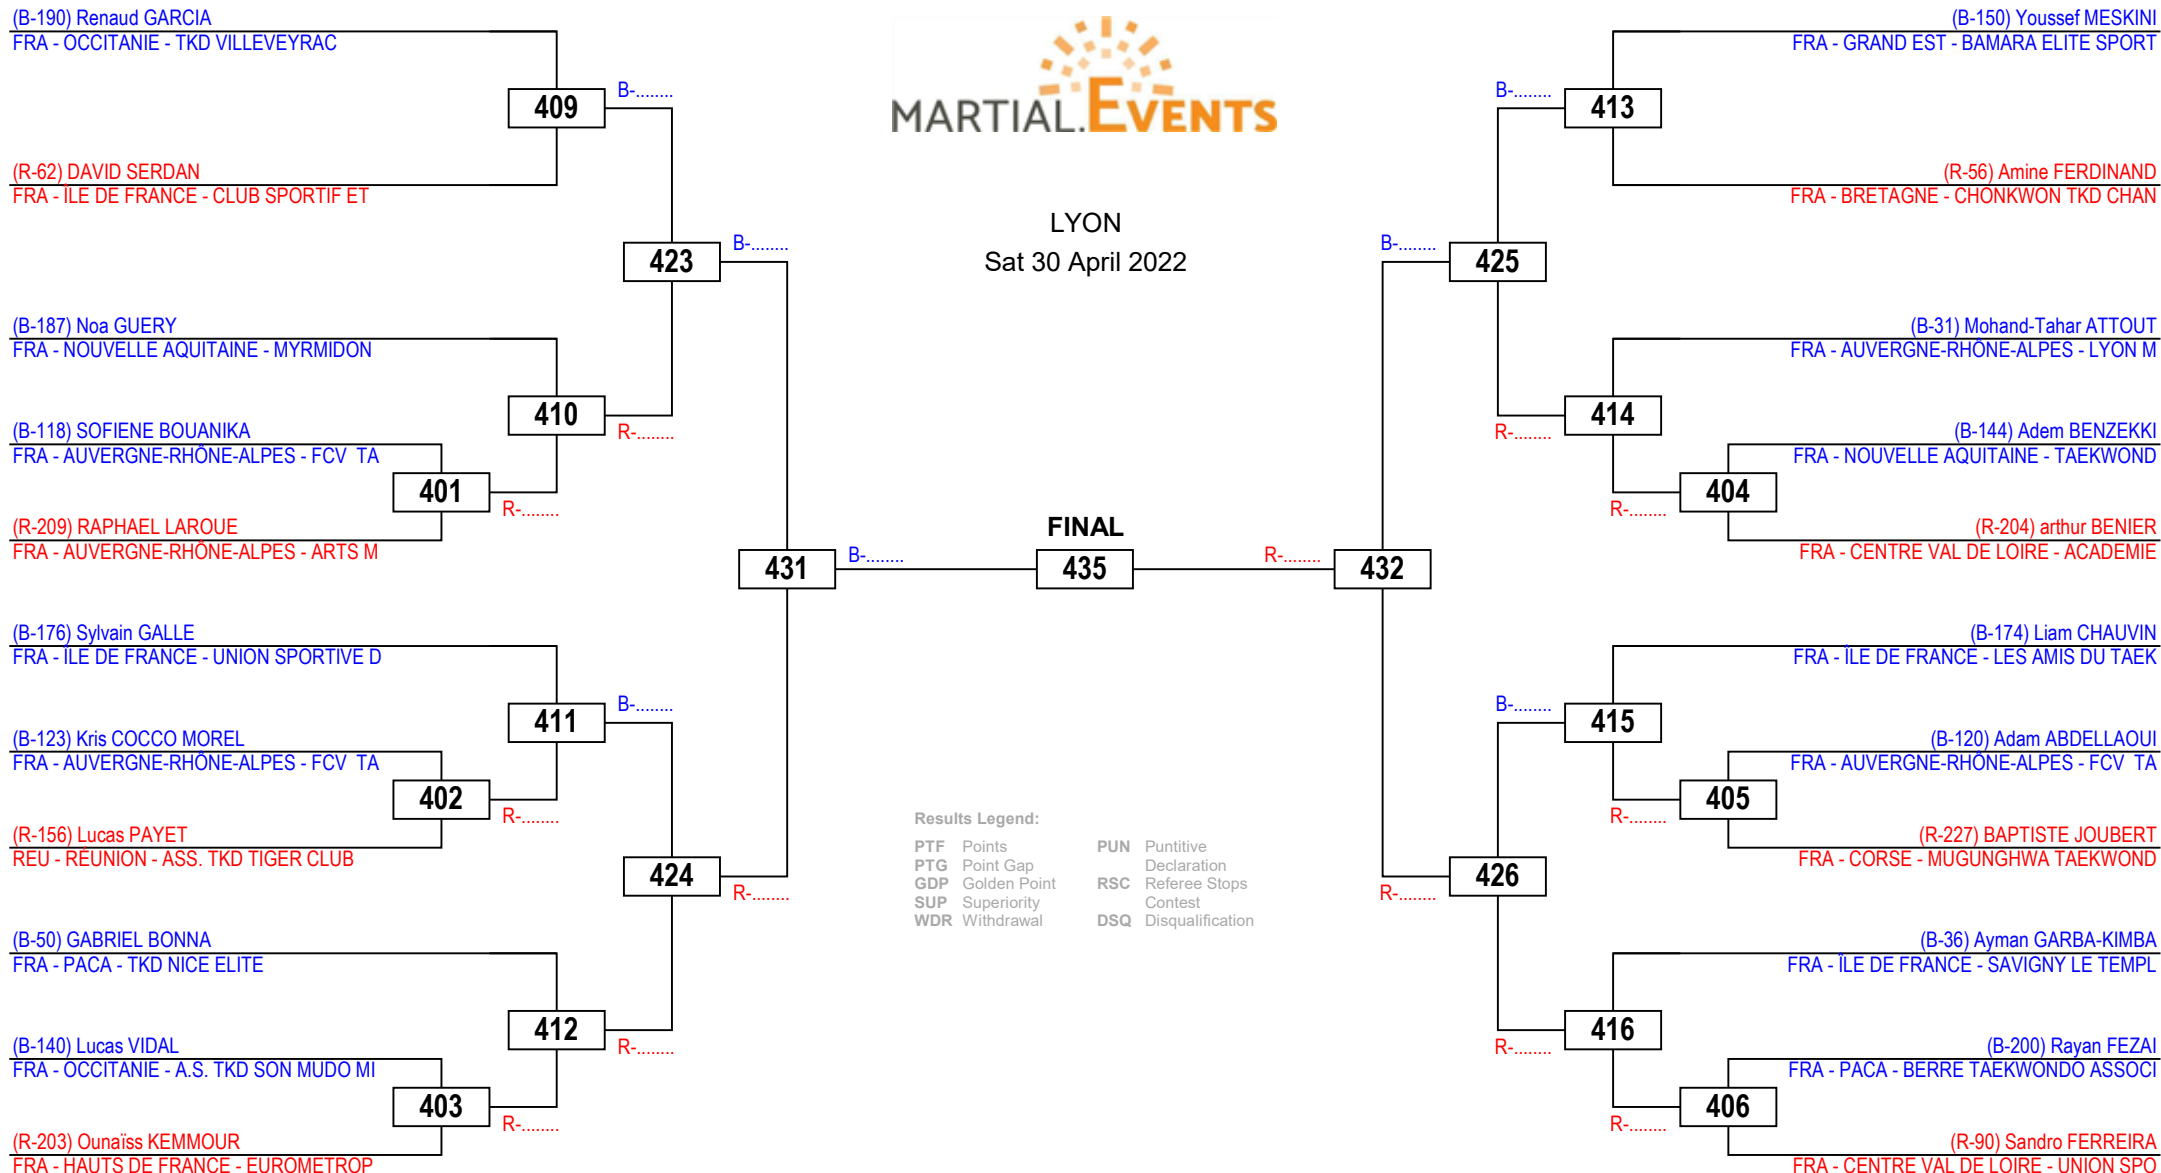 (B-190) Renaud GARCIA
FRA - OCCITANIE - TKD VILLEVEYRAC
409
B-........
(R-62) DAVID SERDAN
FRA - ÎLE DE FRANCE - CLUB SPORTIF ET
423
B-........
(B-187) Noa GUERY
FRA - NOUVELLE AQUITAINE - MYRMIDON
410
R-........
(B-118) SOFIENE BOUANIKA
FRA - AUVERGNE-RHÔNE-ALPES - FCV  TA
401
R-........
(R-209) RAPHAEL LAROUE
FRA - AUVERGNE-RHÔNE-ALPES - ARTS M
431
B-........
(B-176) Sylvain GALLE
FRA - ÎLE DE FRANCE - UNION SPORTIVE D
411
B-........
(B-123) Kris COCCO MOREL
FRA - AUVERGNE-RHÔNE-ALPES - FCV  TA
402
R-........
(R-156) Lucas PAYET
REU - RÉUNION - ASS. TKD TIGER CLUB
424
R-........
(B-50) GABRIEL BONNA
FRA - PACA - TKD NICE ELITE
412
R-........
(B-140) Lucas VIDAL
FRA - OCCITANIE - A.S. TKD SON MUDO MI
403
R-........
(R-203) Ounaïss KEMMOUR
FRA - HAUTS DE FRANCE - EUROMETROP
MARTIAL.EVENTS
LYON
Sat 30 April 2022
FINAL
435
Results Legend:
PTF Points
PTG Point Gap
GDP Golden Point
SUP Superiority
WDR Withdrawal
PUN Puntitive
Declaration
RSC Referee Stops
Contest
DSQ Disqualification
(B-150) Youssef MESKINI
FRA - GRAND EST - BAMARA ELITE SPORT
B-........
413
(R-56) Amine FERDINAND
FRA - BRETAGNE - CHONKWON TKD CHAN
B-........
425
(B-31) Mohand-Tahar ATTOUT
FRA - AUVERGNE-RHÔNE-ALPES - LYON M
414
R-........
(B-144) Adem BENZEKKI
FRA - NOUVELLE AQUITAINE - TAEKWOND
404
R-........
(R-204) arthur BENIER
FRA - CENTRE VAL DE LOIRE - ACADEMIE
R-........
432
(B-174) Liam CHAUVIN
FRA - ÎLE DE FRANCE - LES AMIS DU TAEK
B-........
415
(B-120) Adam ABDELLAOUI
FRA - AUVERGNE-RHÔNE-ALPES - FCV  TA
405
R-........
(R-227) BAPTISTE JOUBERT
FRA - CORSE - MUGUNGHWA TAEKWOND
426
R-........
(B-36) Ayman GARBA-KIMBA
FRA - ÎLE DE FRANCE - SAVIGNY LE TEMPL
416
R-........
(B-200) Rayan FEZAI
FRA - PACA - BERRE TAEKWONDO ASSOCI
406
R-........
(R-90) Sandro FERREIRA
FRA - CENTRE VAL DE LOIRE - UNION SPO